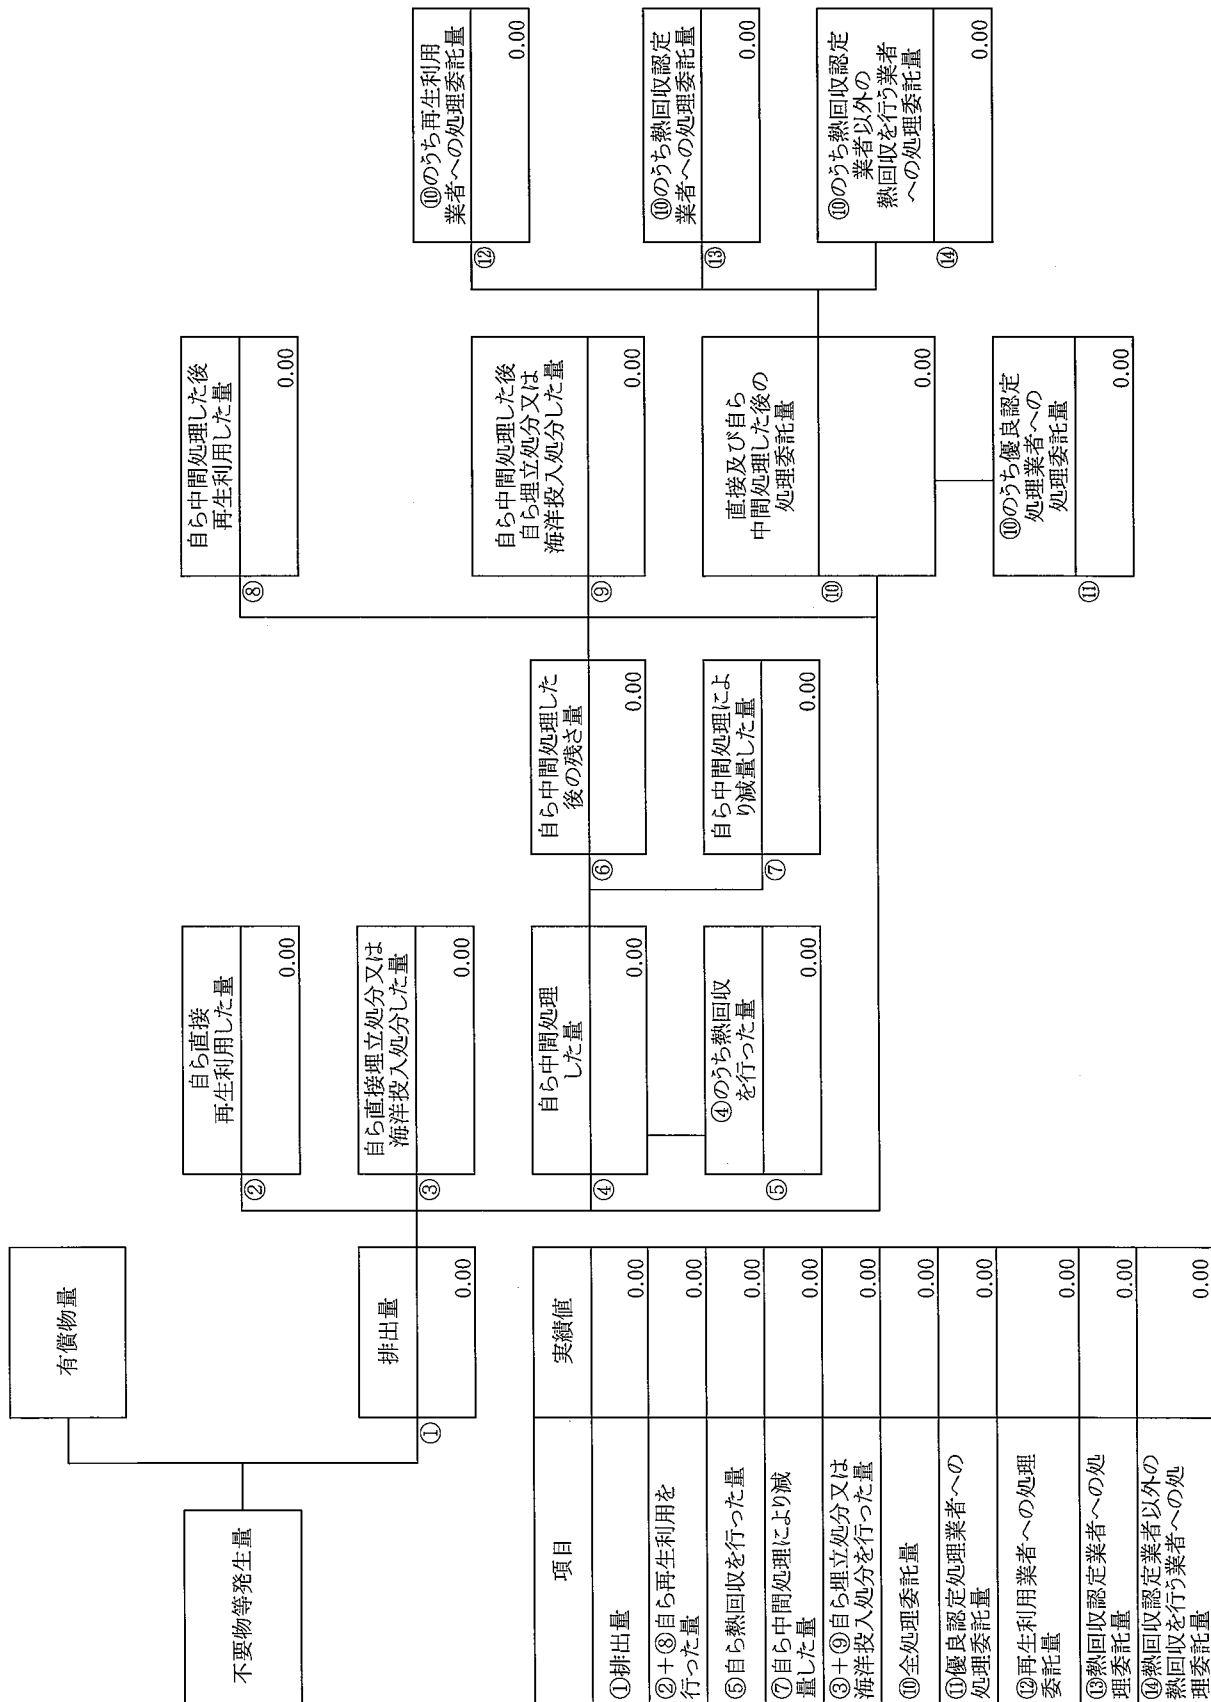 不要物等発生量
有償物量
①
排出量
0.00
②
自ら直接
再生利用した量
0.00
③
自ら直接埋立処分又は
海洋投入処分した量
0.00
④
自ら中間処理
した量
0.00
⑤
④のうち熱回収
を行った量
0.00
⑥
自ら中間処理した
後の残さ量
0.00
⑦
自ら中間処理によ
り減量した量
0.00
⑧
自ら中間処理した後
再生利用した量
0.00
⑨
自ら中間処理した後
自ら埋立処分又は
海洋投入処分した量
0.00
⑩
直接及び自ら
中間処理した後の
処理委託量
0.00
⑪
⑩のうち優良認定
処理業者への
処理委託量
0.00
⑫
⑩のうち再生利用
業者への処理委託量
0.00
⑬
⑩のうち熱回収認定
業者への処理委託量
0.00
⑭
⑩のうち熱回収認定
業者以外の
熱回収を行う業者
への処理委託量
0.00
項目 実績値
①排出量 0.00
②+⑧自ら再生利用を
行った量 0.00
⑤自ら熱回収を行った量 0.00
⑦自ら中間処理により減
量した量 0.00
③+⑨自ら埋立処分又は
海洋投入処分を行った量 0.00
⑩全処理委託量 0.00
⑪優良認定処理業者への
処理委託量 0.00
⑫再生利用業者への処理
委託量 0.00
⑬熱回収認定業者への処
理委託量 0.00
⑭熱回収認定業者以外の
熱回収を行う業者への処
理委託量 0.00